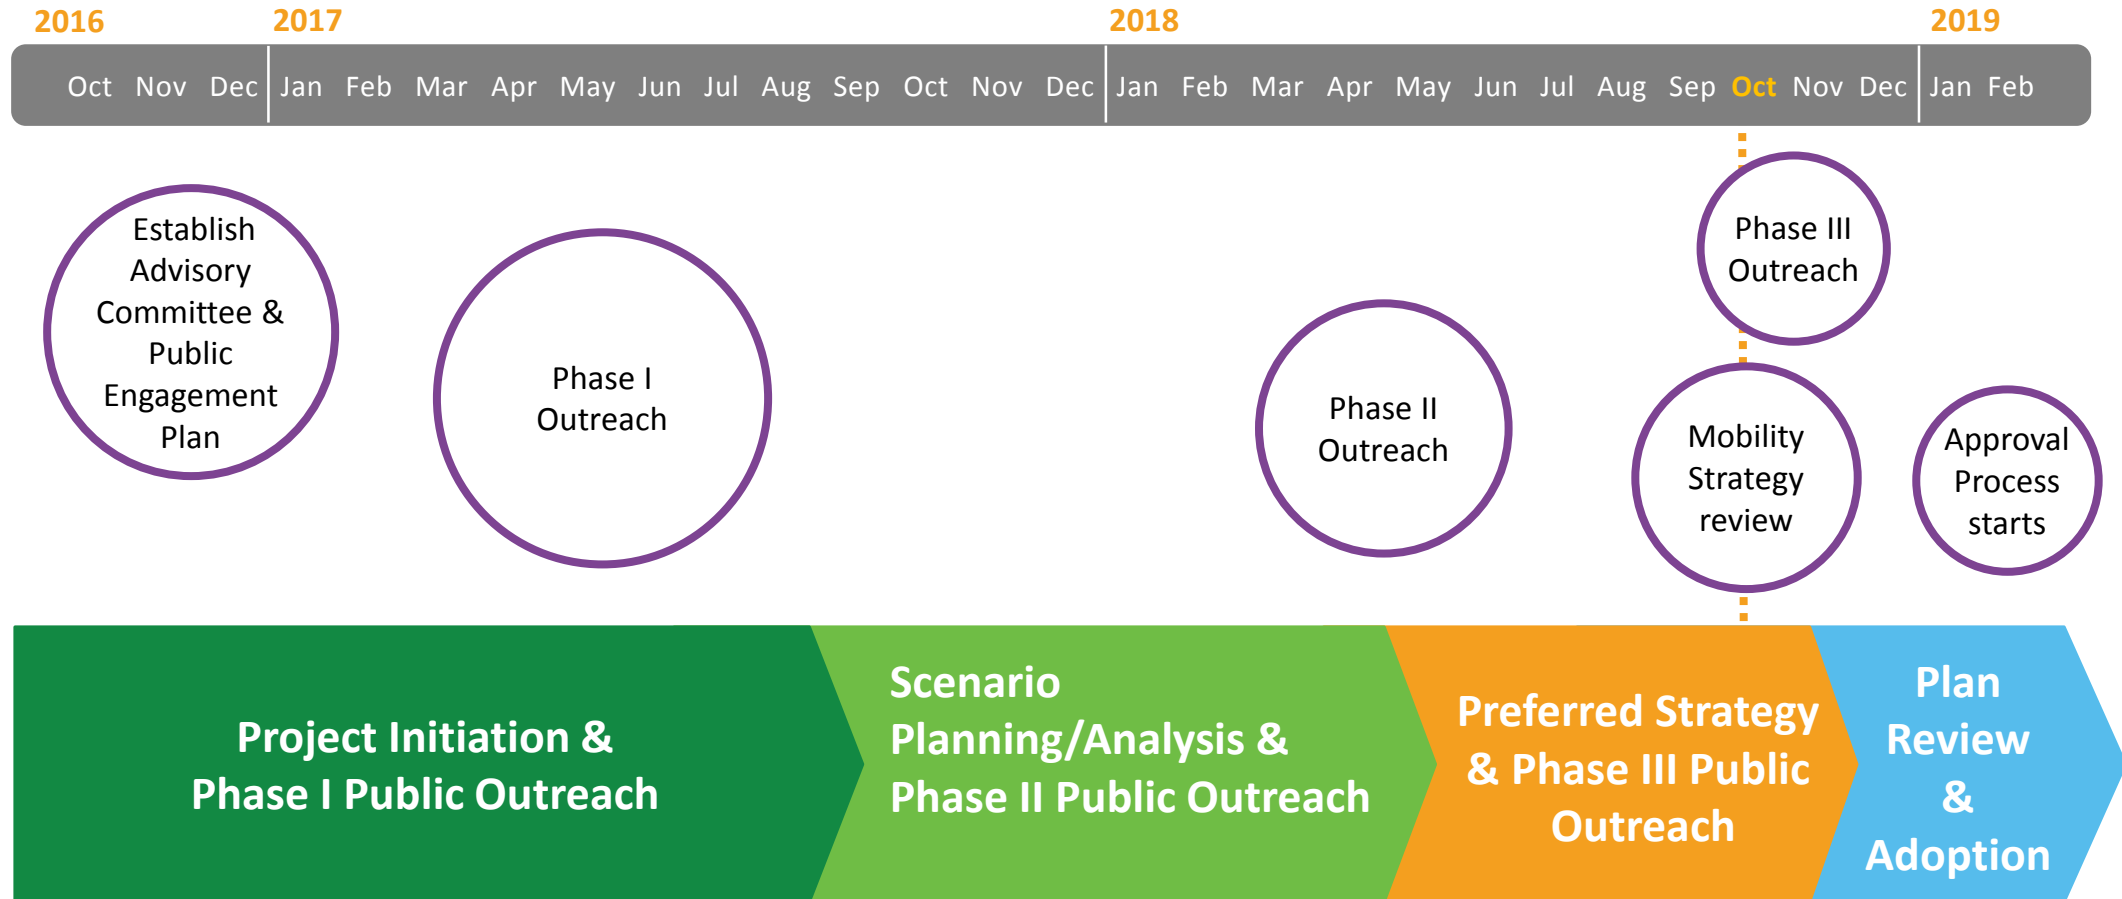 2016 2017 2018 2019
Oct Nov Dec Jan Feb Mar Apr May Jun Jul Aug Sep Oct Nov Dec Jan Feb Mar Apr May Jun Jul Aug Sep Oct Nov Dec Jan Feb
Establish
Advisory
Committee &
Public
Engagement
Plan
Phase I
Outreach
Phase II
Outreach
Phase III
Outreach
Mobility
Strategy
review
Approval
Process
starts
Project Initiation &
Phase I Public Outreach
Scenario
Planning/Analysis &
Phase II Public Outreach
Preferred Strategy
& Phase III Public
Outreach
Plan
Review
&
Adoption